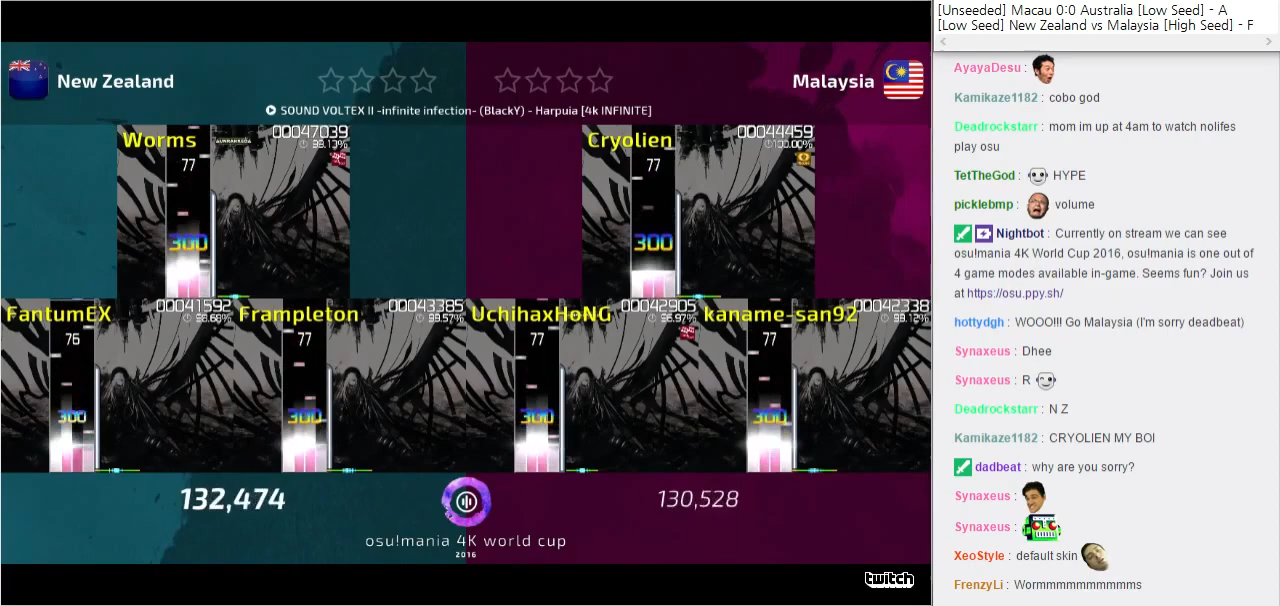 [Unseeded] Macau 0:0 Australia [Low Seed] - A
[Low Seed] New Zealand vs Malaysia [High Seed] - F
New Zealand
Malaysia
SOUND VOLTEX II -infinite infection- (BlackY) - Harpuia [4k INFINITE]
Worms
00047039
77
300
Cryolien
00044459
100.00%
77
300
FantumEX
00041592
76
300
Frampleton
00043385
99.57%
77
300
UchihaxHoNG
00042905
77
300
kaname-san92
00042338
77
300
132,474
130,528
osu!mania 4K world cup
2016
twitch
AyayaDesu :
Kamikaze1182 : cobo god
Deadrockstarr : mom im up at 4am to watch nolifes
play osu
TetTheGod : HYPE
picklebmp : volume
Nightbot : Currently on stream we can see
osu!mania 4K World Cup 2016, osu!mania is one out of
4 game modes available in-game. Seems fun? Join us
at https://osu.ppy.sh/
hottydgh : WOOO!!! Go Malaysia (I'm sorry deadbeat)
Synaxeus : Dhee
Synaxeus : R
Deadrockstarr : N Z
Kamikaze1182 : CRYOLIEN MY BOI
dadbeat : why are you sorry?
Synaxeus :
Synaxeus :
XeoStyle : default skin
FrenzyLi : Wormmmmmmmmmms